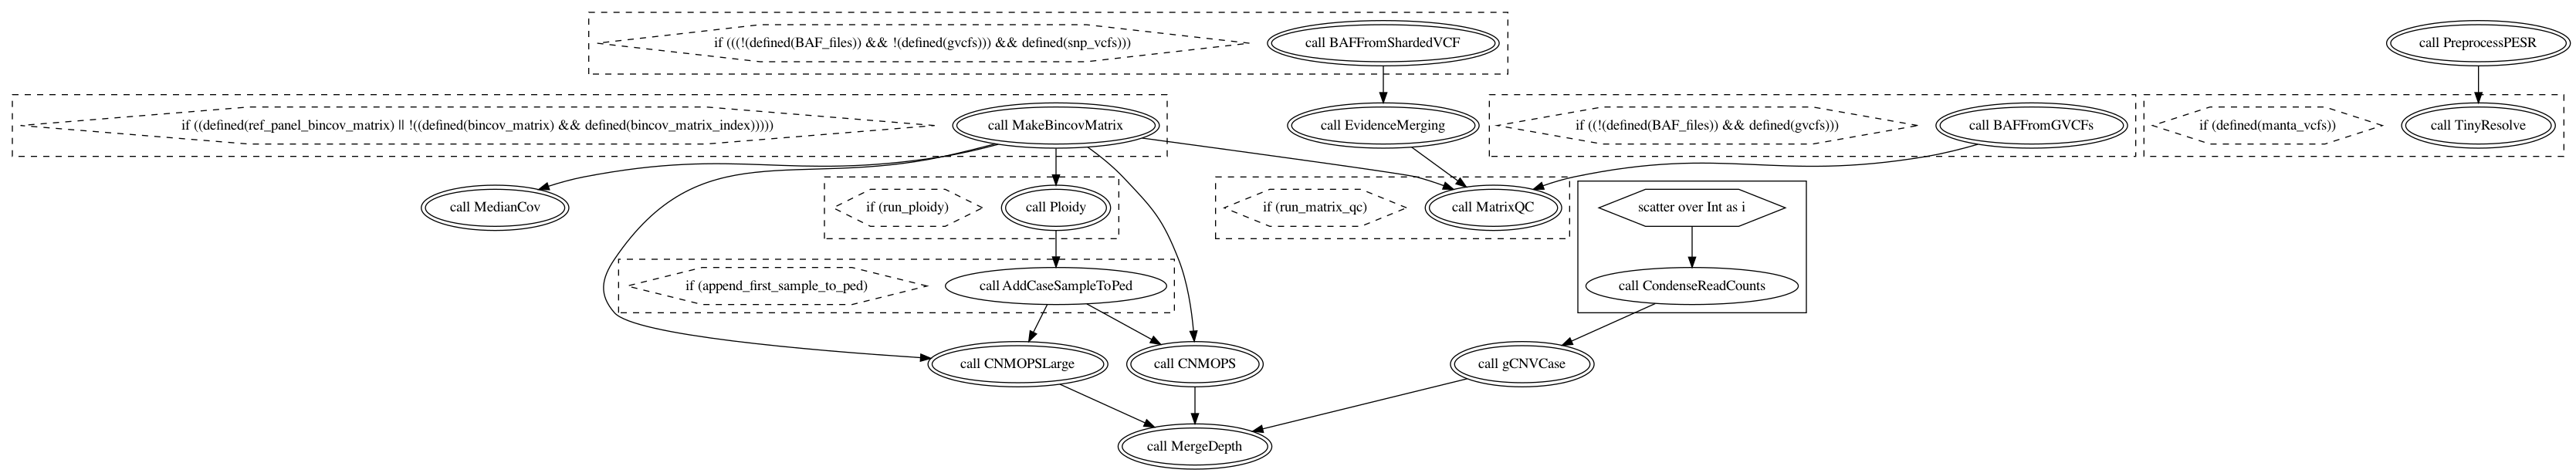 if (((!(defined(BAF_files)) && !(defined(gvcfs))) && defined(snp_vcfs)))
call BAFFromShardedVCF
call PreprocessPESR
if ((defined(ref_panel_bincov_matrix) || !((defined(bincov_matrix) && defined(bincov_matrix_index)))))
call MakeBincovMatrix
call EvidenceMerging
if ((!(defined(BAF_files)) && defined(gvcfs)))
call BAFFromGVCFs
if (defined(manta_vcfs))
call TinyResolve
call MedianCov
if (run_ploidy)
call Ploidy
if (run_matrix_qc)
call MatrixQC
scatter over Int as i
if (append_first_sample_to_ped)
call AddCaseSampleToPed
call CondenseReadCounts
call CNMOPSLarge
call CNMOPS
call gCNVCase
call MergeDepth